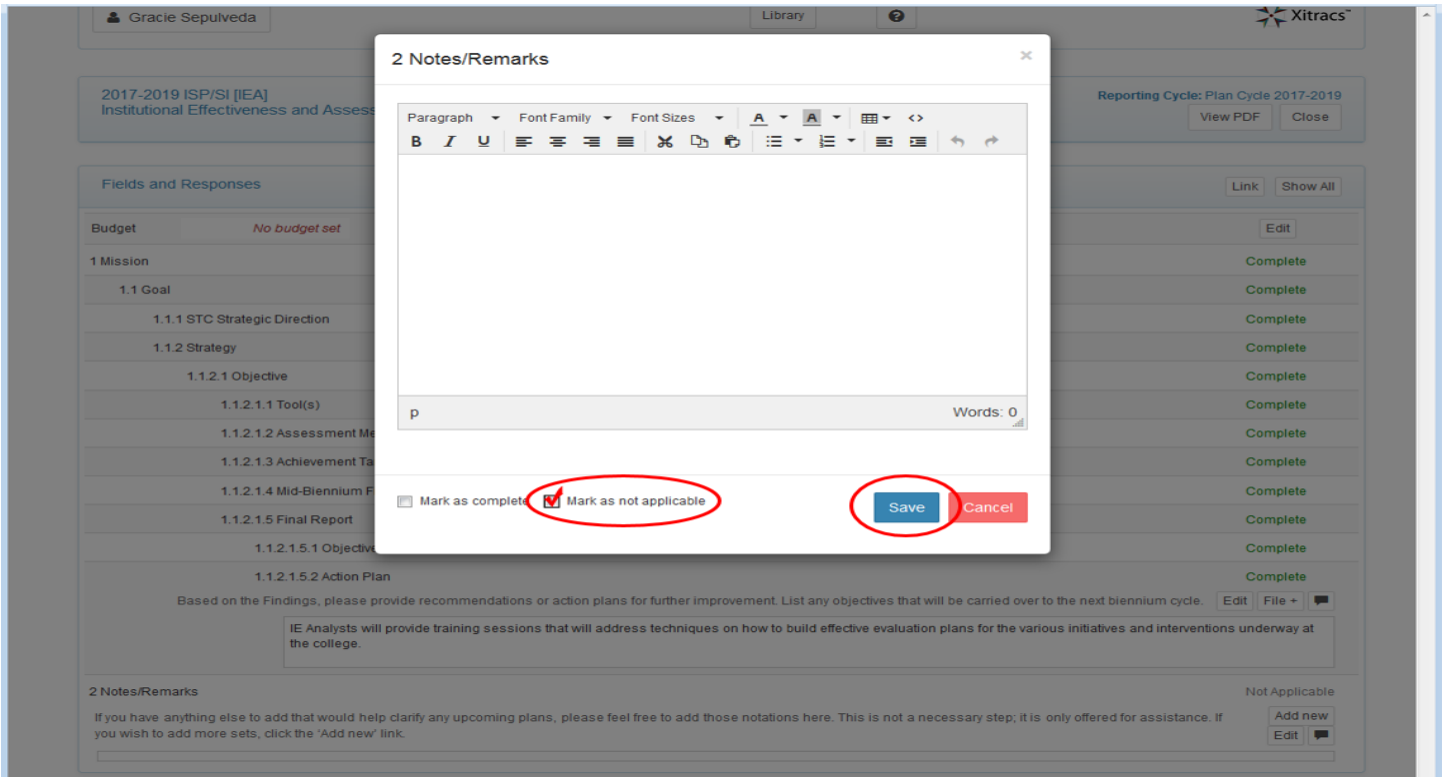 Gracie Sepulveda Library Xitracs™
2 Notes/Remarks ×
2017-2019 ISP/SI [IEA] Reporting Cycle: Plan Cycle 2017-2019
Institutional Effectiveness and Assess View PDF Close
Paragraph Font Family Font Sizes A A <>
B I U
Fields and Responses Link Show All
Budget No budget set Edit
1 Mission Complete
1.1 Goal Complete
1.1.1 STC Strategic Direction Complete
1.1.2 Strategy Complete
1.1.2.1 Objective Complete
1.1.2.1.1 Tool(s) Complete
p Words: 0
1.1.2.1.2 Assessment Me Complete
1.1.2.1.3 Achievement Ta Complete
1.1.2.1.4 Mid-Biennium F Complete
Mark as complete Mark as not applicable Save Cancel
1.1.2.1.5 Final Report Complete
1.1.2.1.5.1 Objective Complete
1.1.2.1.5.2 Action Plan Complete
Based on the Findings, please provide recommendations or action plans for further improvement. List any objectives that will be carried over to the next biennium cycle. Edit File +
IE Analysts will provide training sessions that will address techniques on how to build effective evaluation plans for the various initiatives and interventions underway at
the college.
2 Notes/Remarks Not Applicable
If you have anything else to add that would help clarify any upcoming plans, please feel free to add those notations here. This is not a necessary step; it is only offered for assistance. If Add new
you wish to add more sets, click the 'Add new' link. Edit